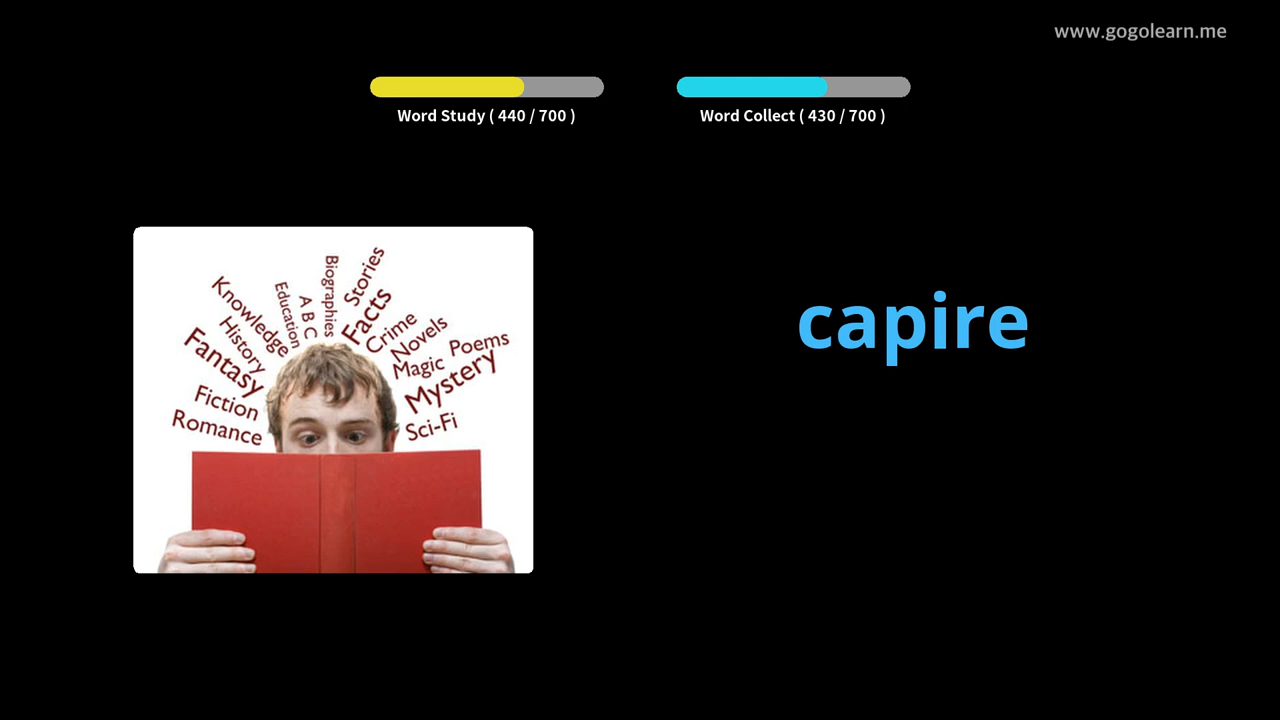 www.gogolearn.me
Word Study ( 440 / 700 )
Word Collect ( 430 / 700 )
Knowledge
Education
A B C
Biographies
Stories
Facts
Crime
Novels
Poems
Magic
Mystery
Sci-Fi
History
Fantasy
Fiction
Romance
capire